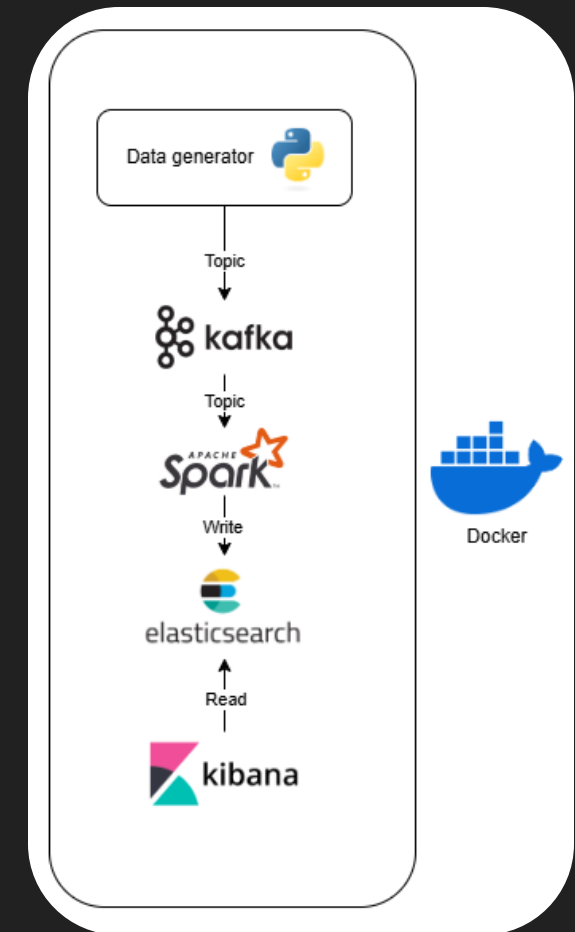 Data generator
Topic
kafka
Topic
APACHE
Spark
Write
Docker
elasticsearch
Read
kibana